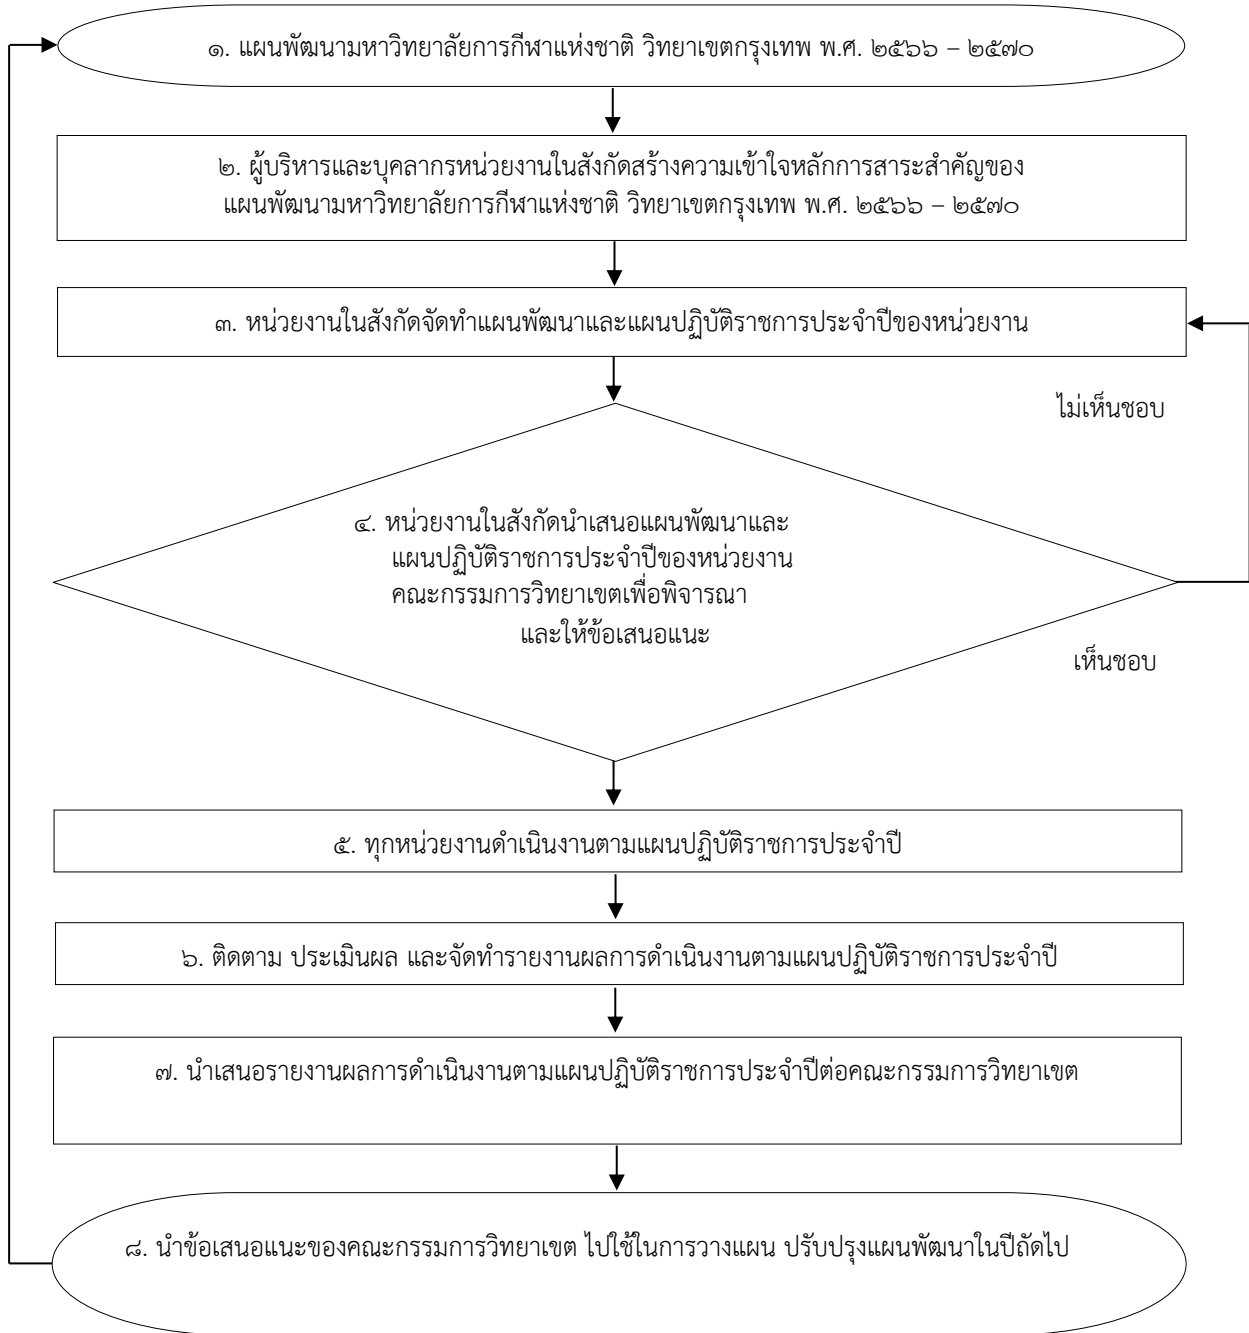 ๑. แผนพัฒนามหาวิทยาลัยการกีฬาแห่งชาติ วิทยาเขตกรุงเทพ พ.ศ. ๒๕๖๖ – ๒๕๗๐
๒. ผู้บริหารและบุคลากรหน่วยงานในสังกัดสร้างความเข้าใจหลักการสาระสำคัญของ
แผนพัฒนามหาวิทยาลัยการกีฬาแห่งชาติ วิทยาเขตกรุงเทพ พ.ศ. ๒๕๖๖ – ๒๕๗๐
๓. หน่วยงานในสังกัดจัดทำแผนพัฒนาและแผนปฏิบัติราชการประจำปีของหน่วยงาน
ไม่เห็นชอบ
๔. หน่วยงานในสังกัดนำเสนอแผนพัฒนาและ
แผนปฏิบัติราชการประจำปีของหน่วยงาน
คณะกรรมการวิทยาเขตเพื่อพิจารณา
และให้ข้อเสนอแนะ
เห็นชอบ
๕. ทุกหน่วยงานดำเนินงานตามแผนปฏิบัติราชการประจำปี
๖. ติดตาม ประเมินผล และจัดทำรายงานผลการดำเนินงานตามแผนปฏิบัติราชการประจำปี
๗. นำเสนอรายงานผลการดำเนินงานตามแผนปฏิบัติราชการประจำปีต่อคณะกรรมการวิทยาเขต
๘. นำข้อเสนอแนะของคณะกรรมการวิทยาเขต ไปใช้ในการวางแผน ปรับปรุงแผนพัฒนาในปีถัดไป